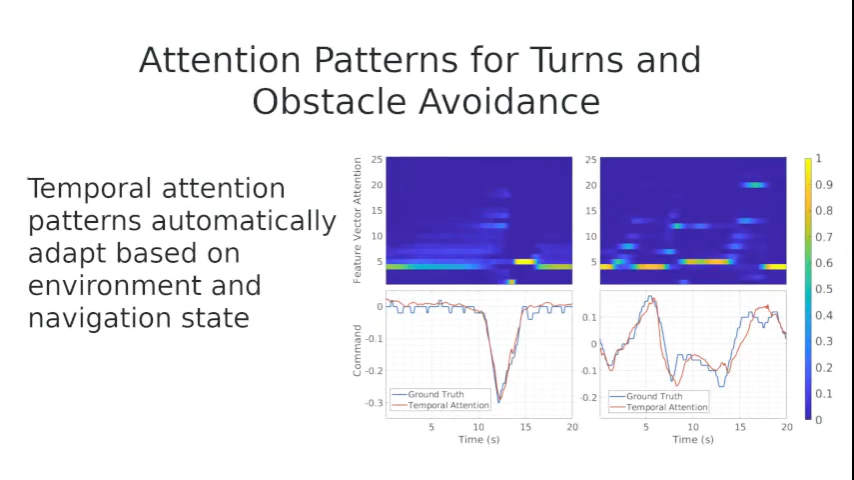 Attention Patterns for Turns and
Obstacle Avoidance
Temporal attention
patterns automatically
adapt based on
environment and
navigation state
Feature Vector Attention
25
20
15
10
5
25
20
15
10
5
1
0.9
0.8
0.7
0.6
0.5
0.4
0.3
0.2
0.1
0
Command
0
-0.1
-0.2
-0.3
Ground Truth
Temporal Attention
5 10 15 20
Time (s)
0.1
0
0.1
-0.2
Ground Truth
Temporal Attention
5 10 15 20
Time (s)